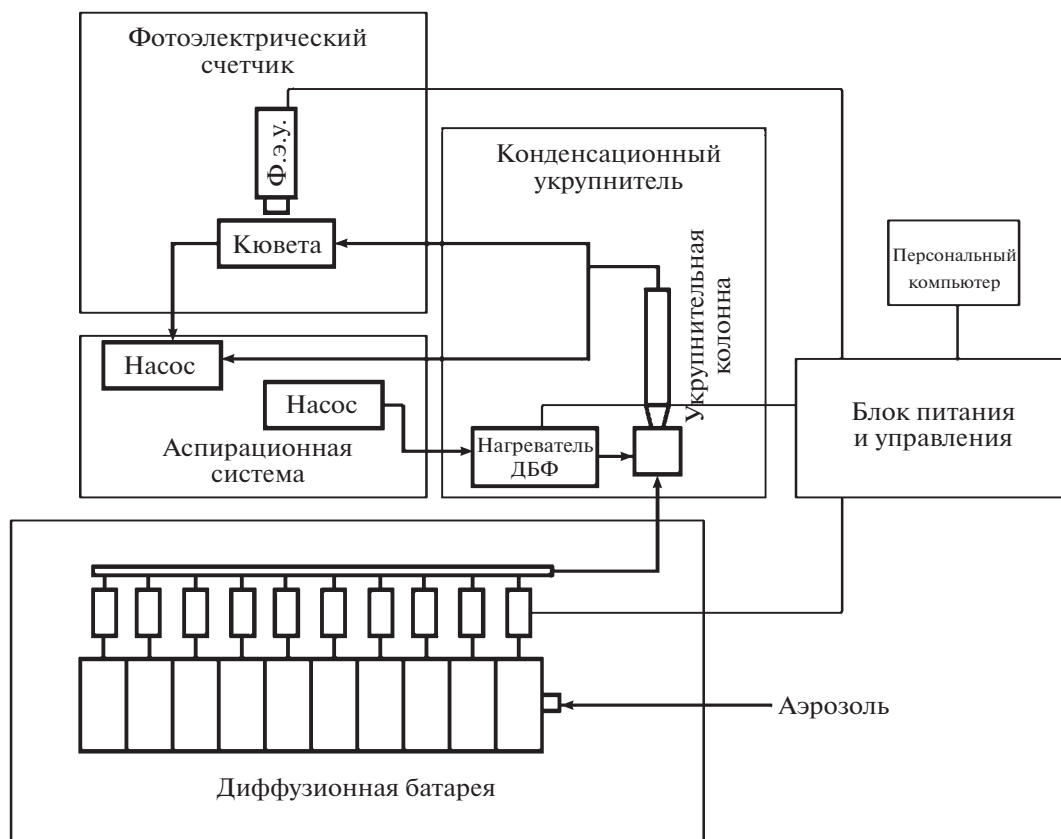 Фотоэлектрический
счетчик
Ф.э.у.
Кювета
Конденсационный
укрупнитель
Укрупнительная
колонна
Персональный
компьютер
Насос
Насос
Аспирационная
система
Нагреватель
ДБФ
Блок питания
и управления
Аэрозоль
Диффузионная батарея